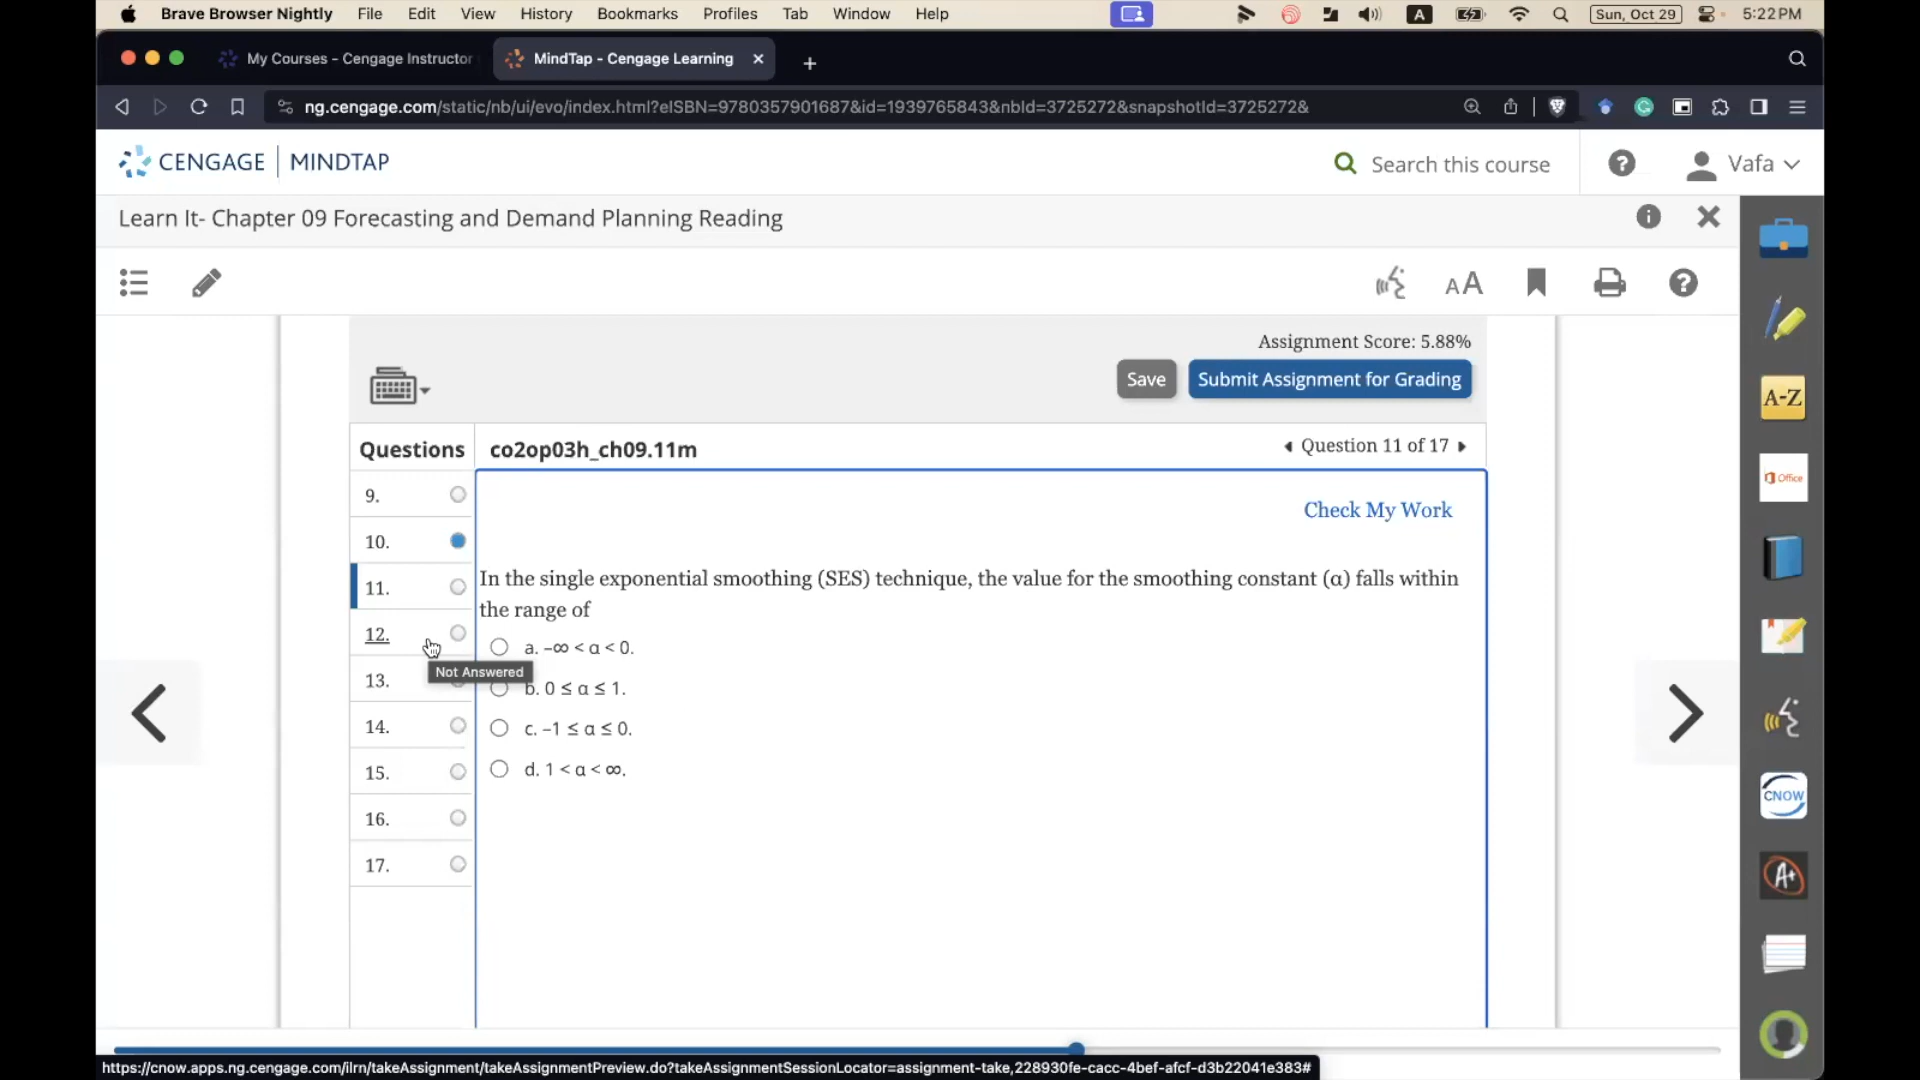 Brave Browser Nightly File Edit View History Bookmarks Profiles Tab Window Help A Sun, Oct 29 5:22 PM
My Courses - Cengage Instructor MindTap - Cengage Learning
ng.cengage.com/static/nb/ui/evo/index.html?eISBN=9780357901687&id=1939765843&nbId=3725272&snapshotId=3725272&
CENGAGE MINDTAP
Search this course
Vafa
Learn It- Chapter 09 Forecasting and Demand Planning Reading
AA
A-Z
Office
CNOW
A+
Assignment Score: 5.88%
Save
Submit Assignment for Grading
Questions
co2op03h_ch09.11m
Question 11 of 17
9.
10.
11.
12.
13.
14.
15.
16.
17.
Not Answered
Check My Work
In the single exponential smoothing (SES) technique, the value for the smoothing constant (α) falls within
the range of
a. –∞ < α < 0.
b. 0 ≤ α ≤ 1.
c. –1 ≤ α ≤ 0.
d. 1 < α < ∞.
https://cnow.apps.ng.cengage.com/ilrn/takeAssignment/takeAssignmentPreview.do?takeAssignmentSessionLocator=assignment-take,228930fe-cacc-4bef-afcf-d3b22041e383#